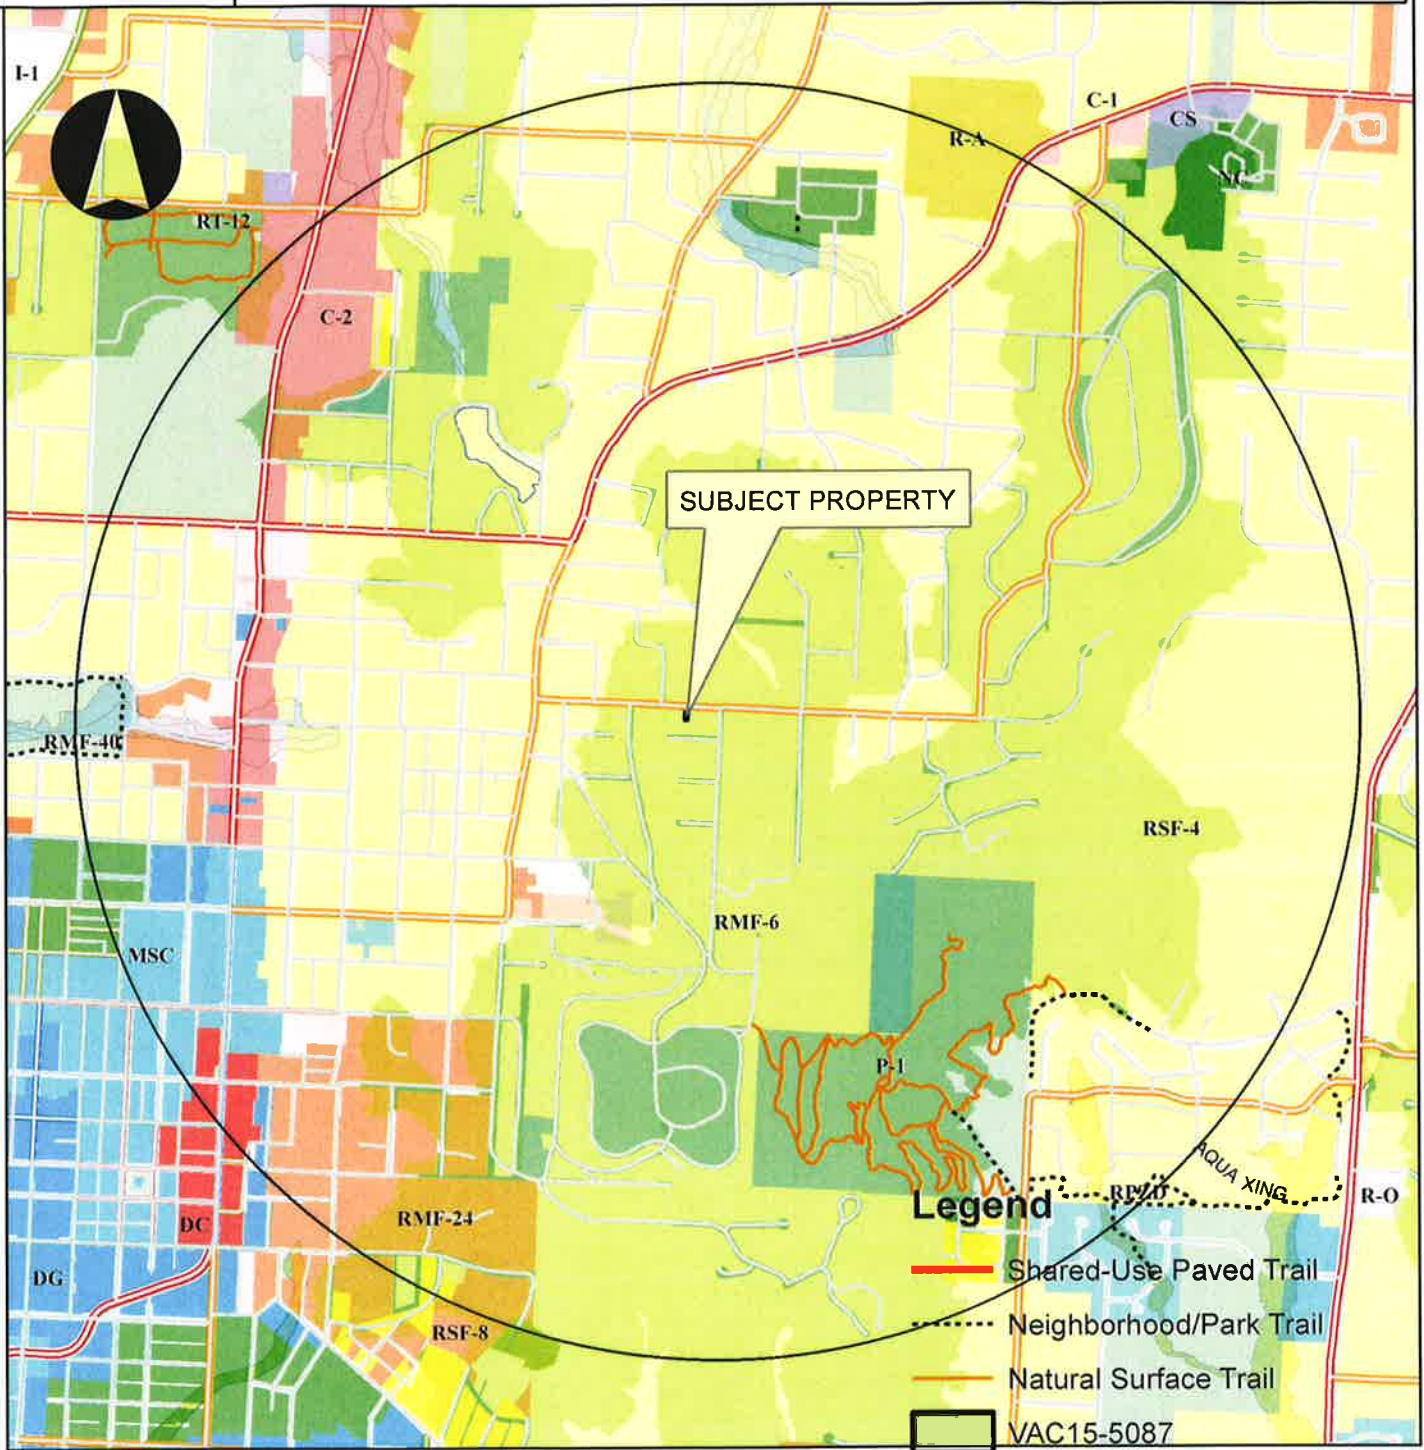 I-1
C-1
CS
R-A
NC
RT-12
C-2
SUBJECT PROPERTY
RMF-40
RSF-4
RMF-6
MSC
P-1
AQUA XING
RPZD
R-O
Legend
DC
RMF-24
Shared-Use Paved Trail
DG
Neighborhood/Park Trail
RSF-8
Natural Surface Trail
VAC15-5087